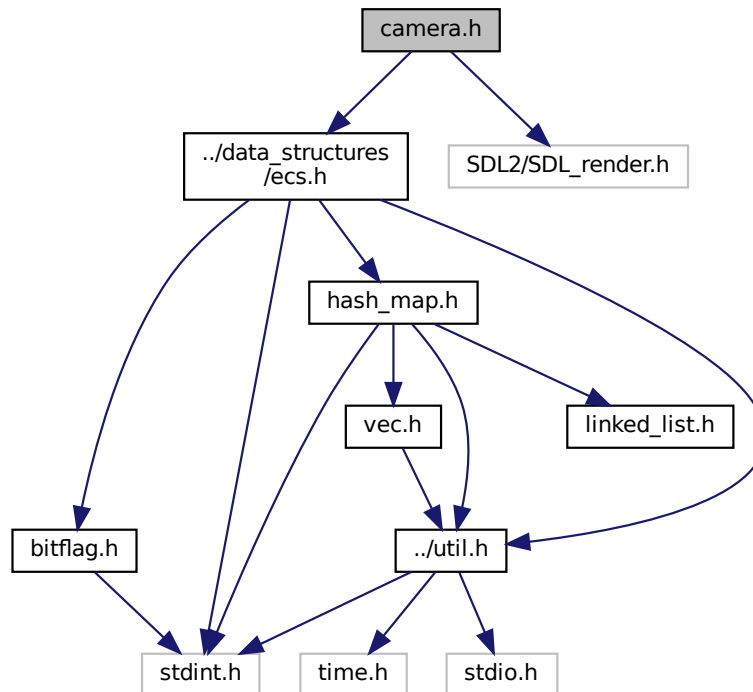 camera.h
../data_structures
/ecs.h
SDL2/SDL_render.h
hash_map.h
vec.h
linked_list.h
bitflag.h
../util.h
stdint.h
time.h
stdio.h